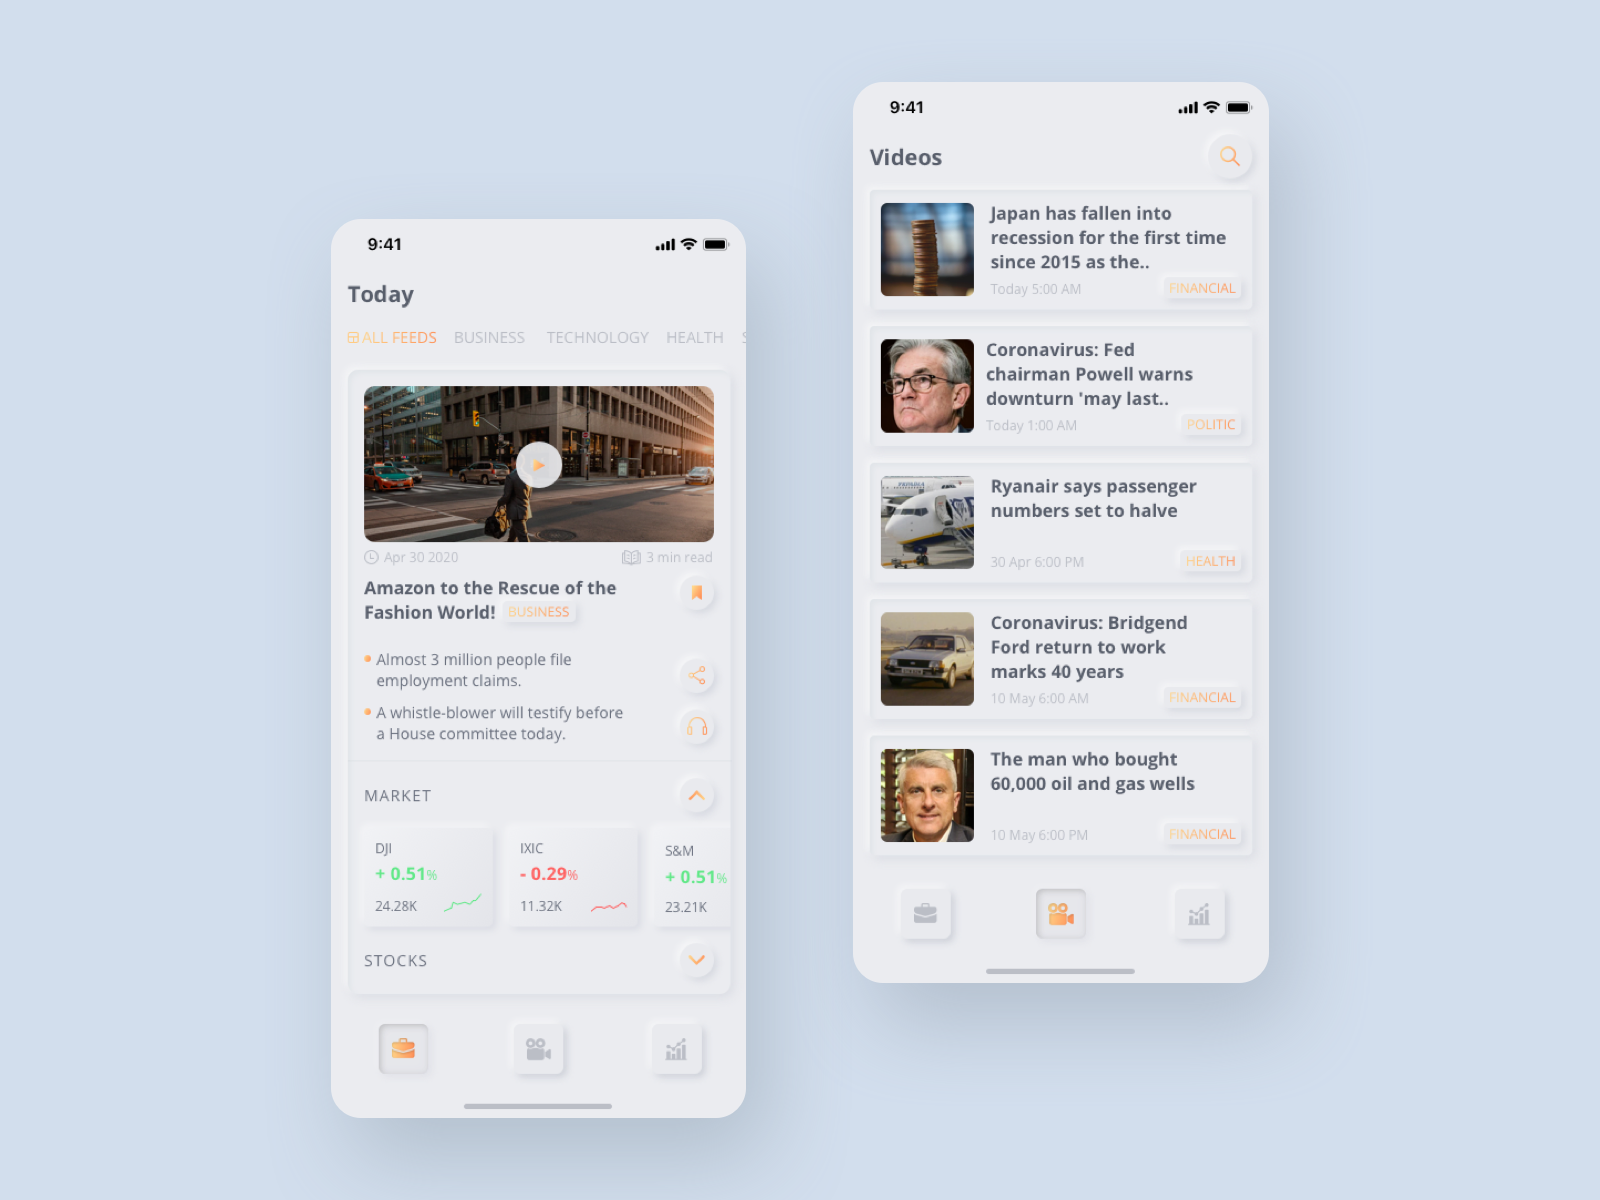 9:41
Today
ALL FEEDS BUSINESS TECHNOLOGY HEALTH S
Apr 30 2020 3 min read
Amazon to the Rescue of the
Fashion World! BUSINESS
Almost 3 million people file
employment claims.
A whistle-blower will testify before
a House committee today.
MARKET
DJI
+ 0.51%
24.28K
IXIC
- 0.29%
11.32K
S&M
+ 0.51%
23.21K
STOCKS
9:41
Videos
Japan has fallen into
recession for the first time
since 2015 as the..
Today 5:00 AM FINANCIAL
Coronavirus: Fed
chairman Powell warns
downturn 'may last..
Today 1:00 AM POLITIC
Ryanair says passenger
numbers set to halve
30 Apr 6:00 PM HEALTH
Coronavirus: Bridgend
Ford return to work
marks 40 years
10 May 6:00 AM FINANCIAL
The man who bought
60,000 oil and gas wells
10 May 6:00 PM FINANCIAL